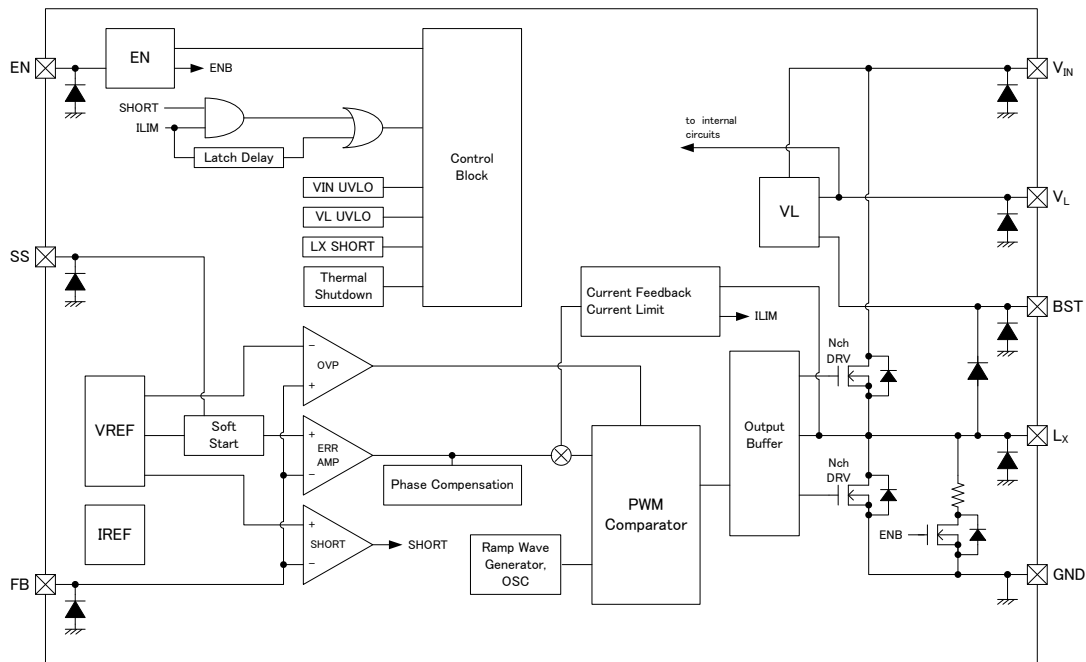 EN
EN
ENB
SHORT
ILIM
Latch Delay
VIN UVLO
VL UVLO
LX SHORT
Thermal
Shutdown
Control
Block
to internal
circuits
VIN
VL
VL
SS
BST
Current Feedback
Current Limit
ILIM
Nch
DRV
OVP
−
+
VREF
Soft
Start
+
−
ERR
AMP
Phase Compensation
PWM
Comparator
Output
Buffer
LX
Nch
DRV
ENB
IREF
+
−
SHORT
SHORT
Ramp Wave
Generator,
OSC
FB
GND